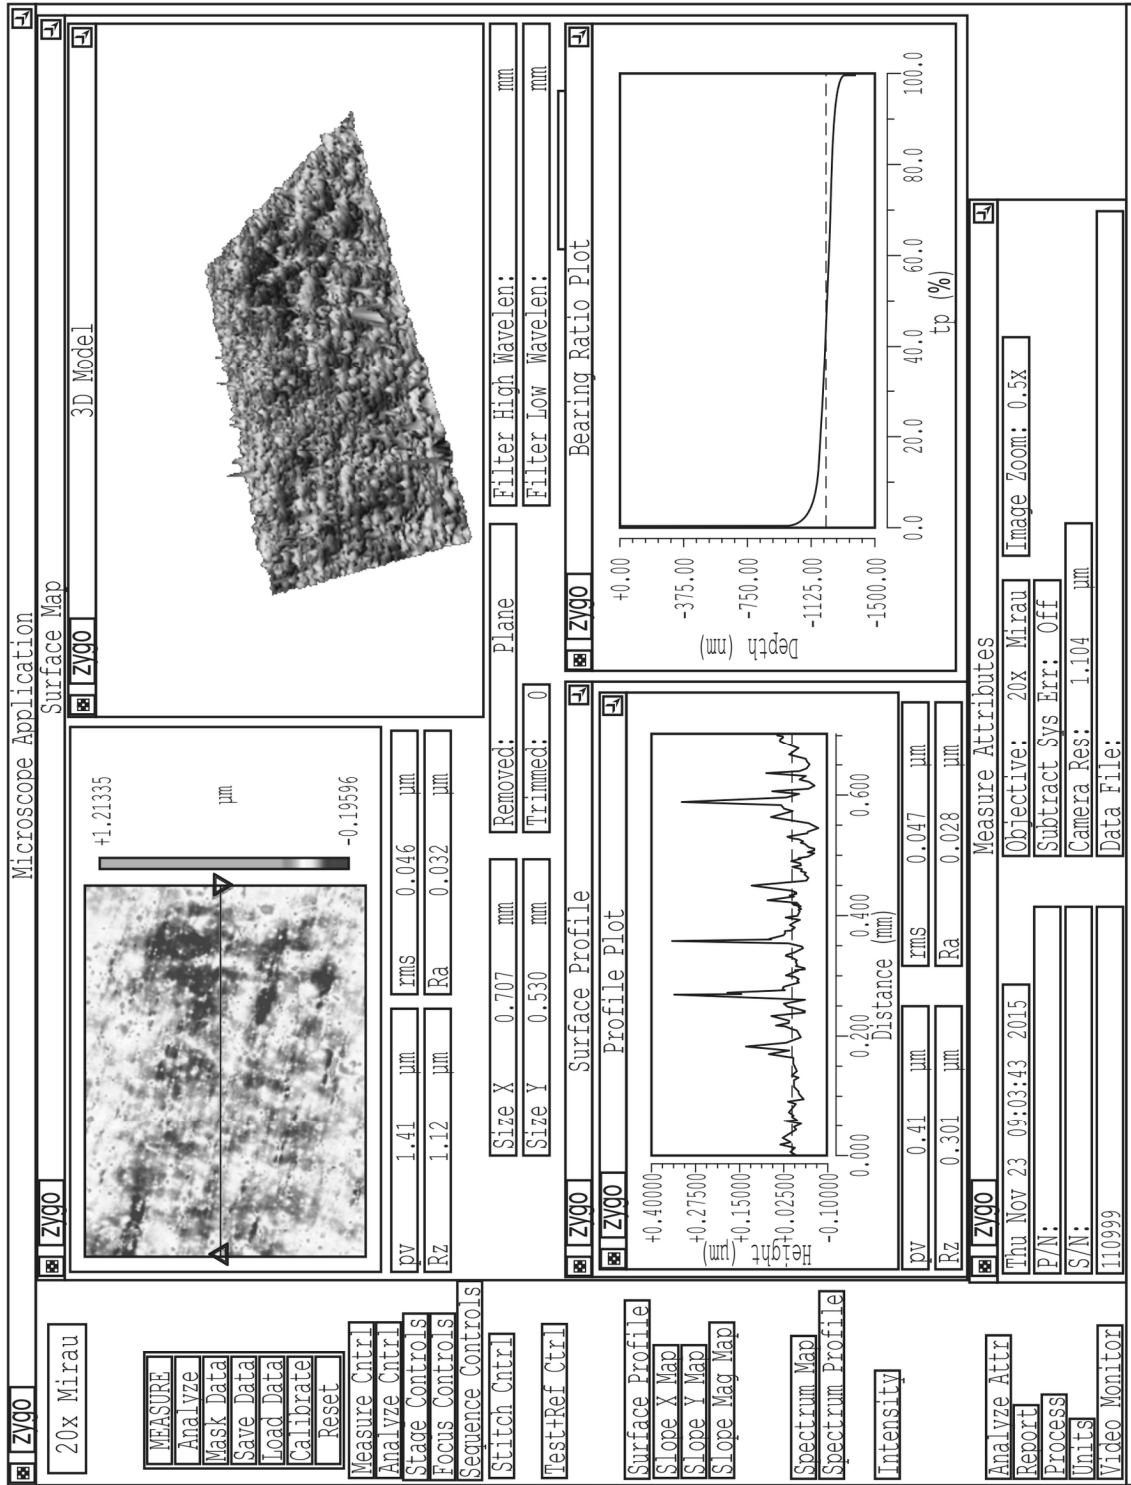 zygo
Microscope Application
20x Mirau
MEASURE
Analyze
Mask Data
Save Data
Load Data
Calibrate
Reset
Measure Cntrl
Analyze Cntrl
Stage Controls
Focus Controls
Sequence Controls
Stitch Cntrl
Test+Ref Ctrl
Surface Profile
Slope X Map
Slope Y Map
Slope Mag Map
Spectrum Map
Spectrum Profile
Intensity
Analyze Attr
Report
Process
Units
Video Monitor
zygo
Surface Map
+1.21335
µm
-0.19596
pv 1.41 µm
rms 0.046 µm
Rz 1.12 µm
Ra 0.032 µm
Size X 0.707 mm
Size Y 0.530 mm
Removed: Plane
Trimmed: 0
zygo
3D Model
Filter High Wavelen: mm
Filter Low Wavelen: mm
zygo
Surface Profile
zygo
Profile Plot
+0.40000
+0.27500
+0.15000
+0.02500
-0.10000
Height (µm)
0.000
0.200
0.400
0.600
Distance (mm)
pv 0.41 µm
rms 0.047 µm
Rz 0.301 µm
Ra 0.028 µm
zygo
Bearing Ratio Plot
+0.00
-375.00
-750.00
-1125.00
-1500.00
Depth (nm)
0.0
20.0
40.0
60.0
80.0
100.0
tp (%)
zygo
Measure Attributes
Thu Nov 23 09:03:43 2015
Objective: 20x Mirau
Image Zoom: 0.5x
P/N:
Subtract Sys Err: Off
S/N:
Camera Res: 1.104 µm
110999
Data File: